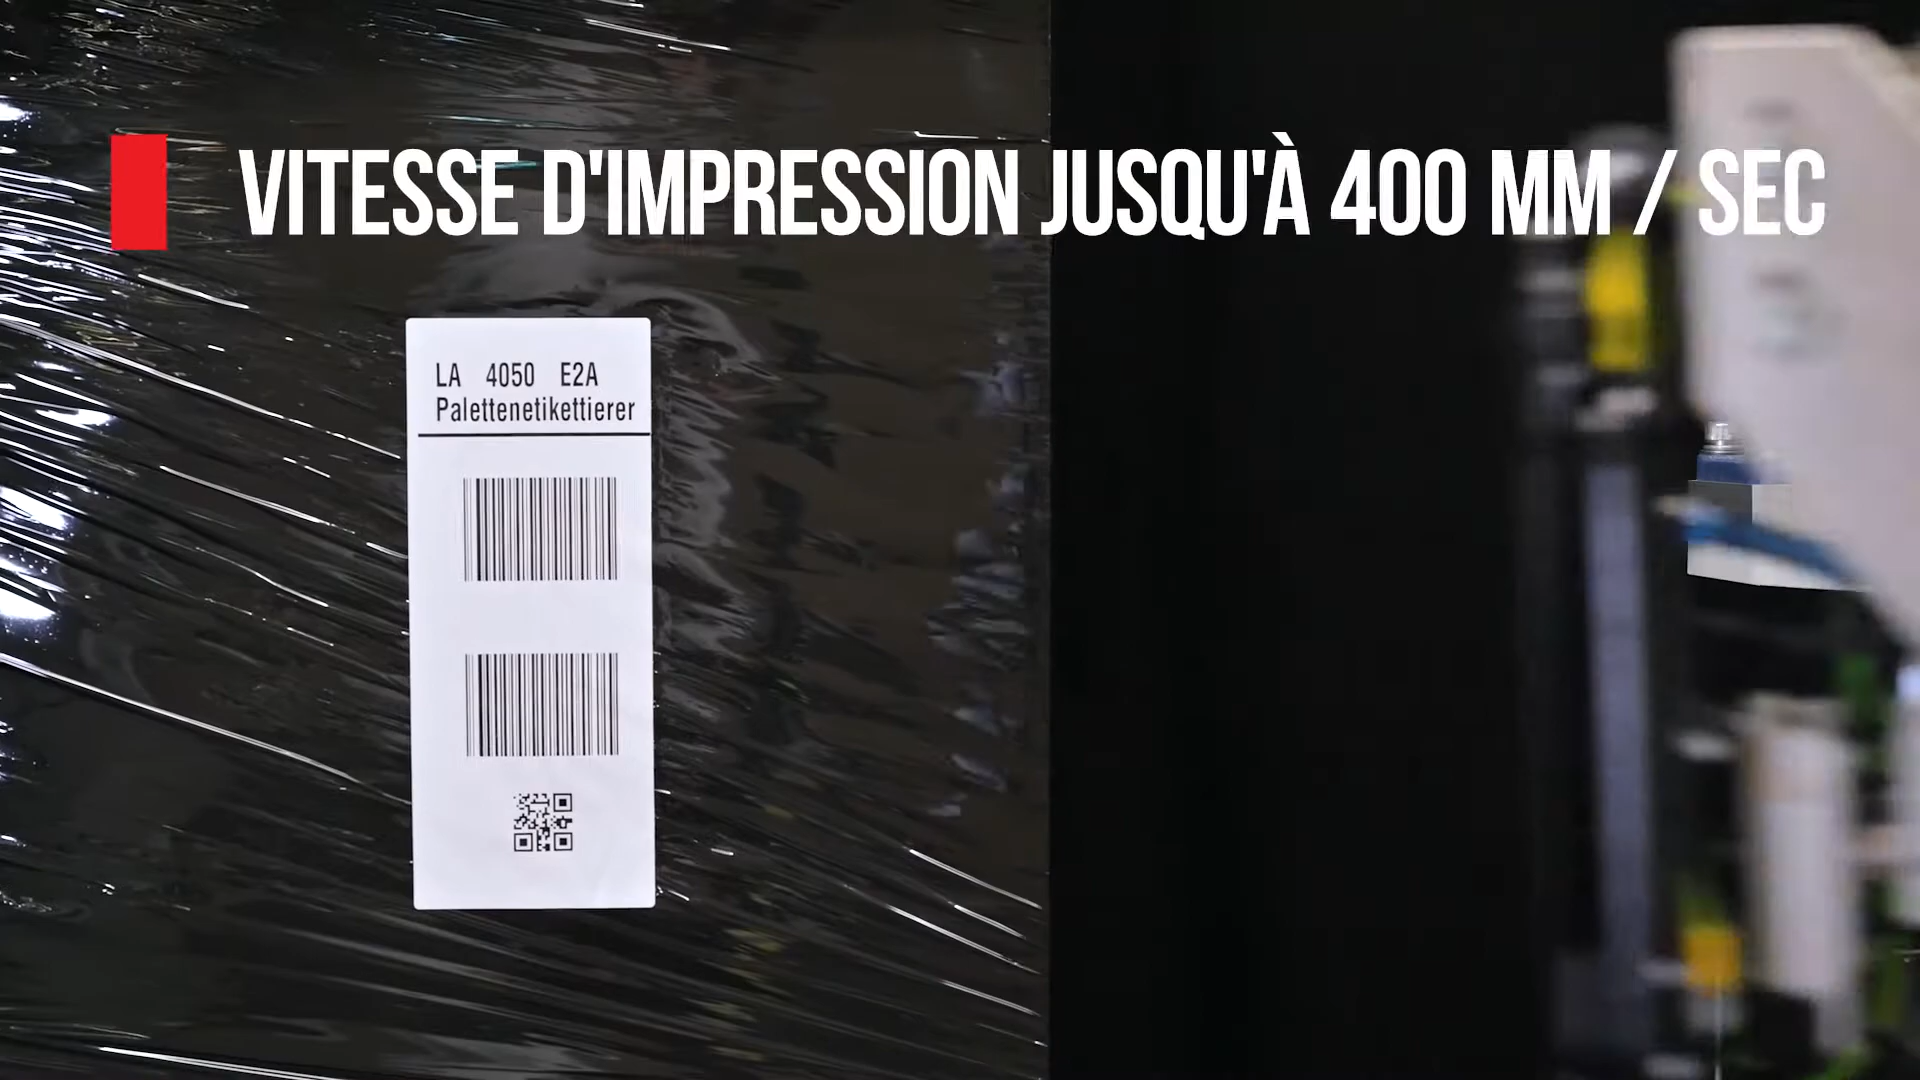 VITESSE D'IMPRESSION JUSQU'À 400 MM / SEC
LA 4050 E2A
Palettenetikettierer